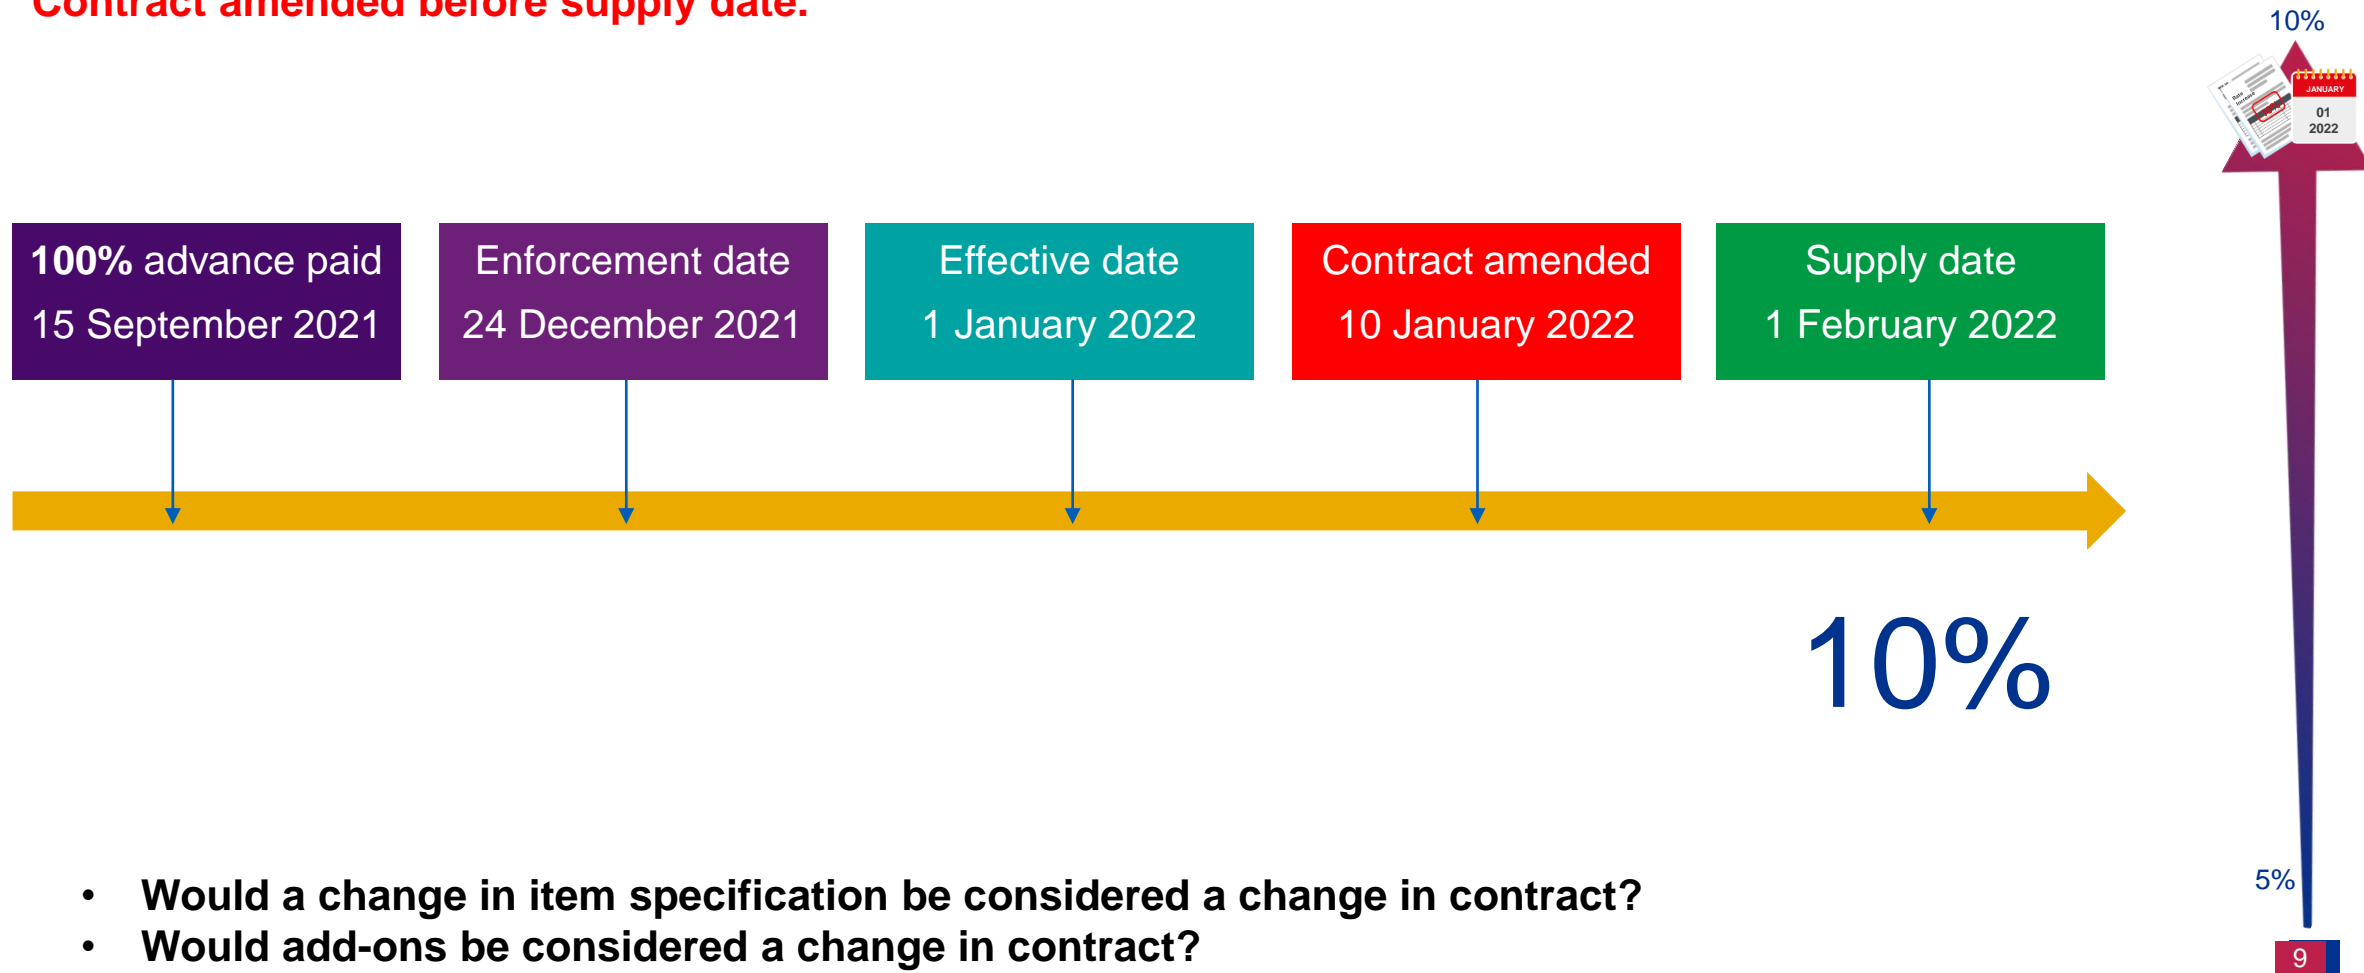 Contract amended before supply date.
10%
Rate
Increase
JANUARY
01
2022
100% advance paid
15 September 2021
Enforcement date
24 December 2021
Effective date
1 January 2022
Contract amended
10 January 2022
Supply date
1 February 2022
10%
5%
• Would a change in item specification be considered a change in contract?
• Would add-ons be considered a change in contract?
9